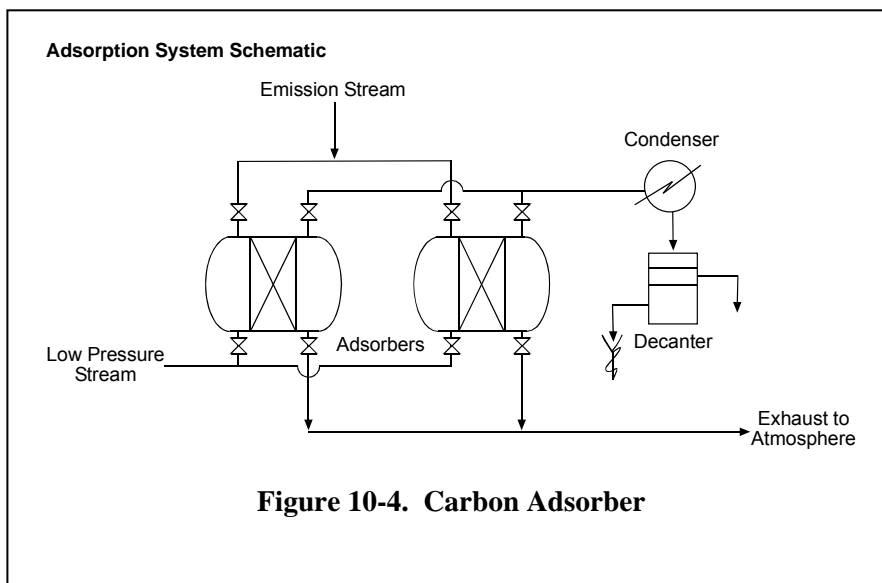 Adsorption System Schematic
Emission Stream
Condenser
Adsorbers
Decanter
Low Pressure
Stream
Exhaust to
Atmosphere
Figure 10-4. Carbon Adsorber